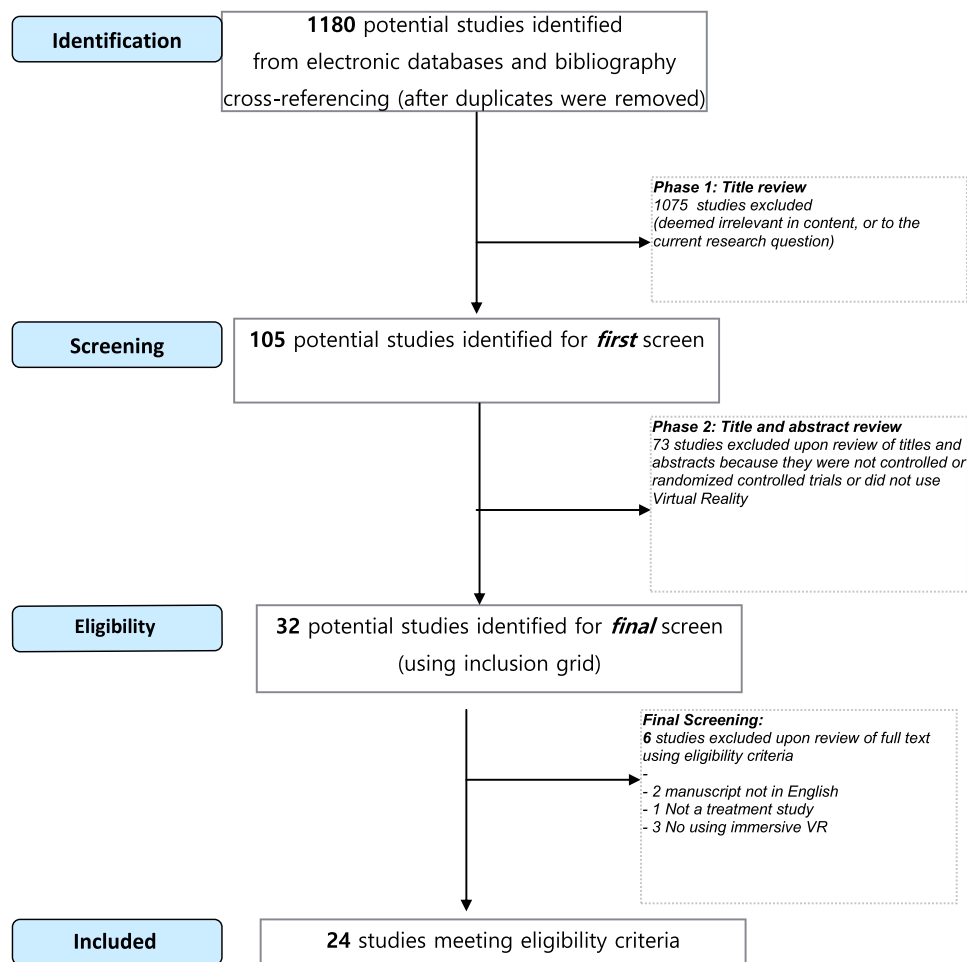 Identification
1180 potential studies identified
from electronic databases and bibliography
cross-referencing (after duplicates were removed)
Phase 1: Title review
1075 studies excluded
(deemed irrelevant in content, or to the
current research question)
Screening
105 potential studies identified for first screen
Phase 2: Title and abstract review
73 studies excluded upon review of titles and
abstracts because they were not controlled or
randomized controlled trials or did not use
Virtual Reality
Eligibility
32 potential studies identified for final screen
(using inclusion grid)
Final Screening:
6 studies excluded upon review of full text
using eligibility criteria
-
- 2 manuscript not in English
- 1 Not a treatment study
- 3 No using immersive VR
Included
24 studies meeting eligibility criteria